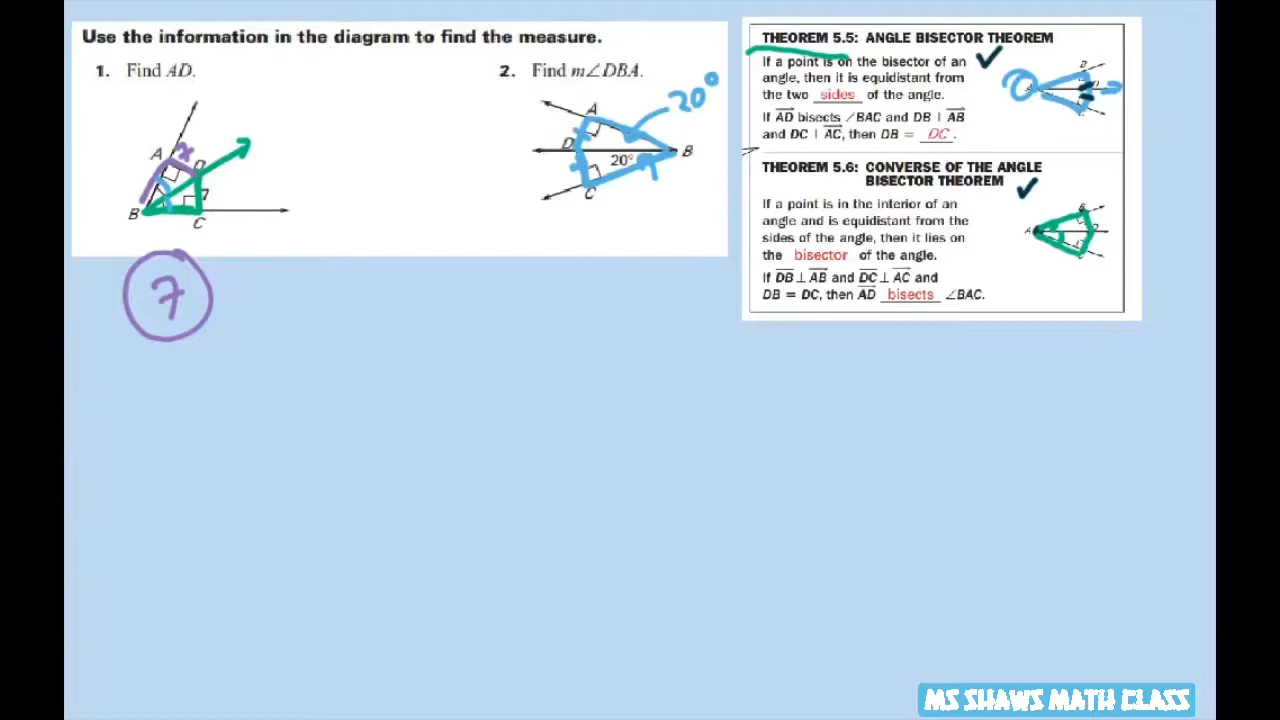 Use the information in the diagram to find the measure.
1. Find AD.
A
x
D
7
B
C
7
2. Find m∠DBA.
20°
A
D
20°
B
C
THEOREM 5.5: ANGLE BISECTOR THEOREM
If a point is on the bisector of an
angle, then it is equidistant from
the two sides of the angle.
If AD bisects ∠BAC and DB ⊥ AB
and DC ⊥ AC, then DB = DC.
THEOREM 5.6: CONVERSE OF THE ANGLE
BISECTOR THEOREM
If a point is in the interior of an
angle and is equidistant from the
sides of the angle, then it lies on
the bisector of the angle.
If DB ⊥ AB and DC ⊥ AC and
DB = DC, then AD bisects ∠BAC.
MS SHAWS MATH CLASS